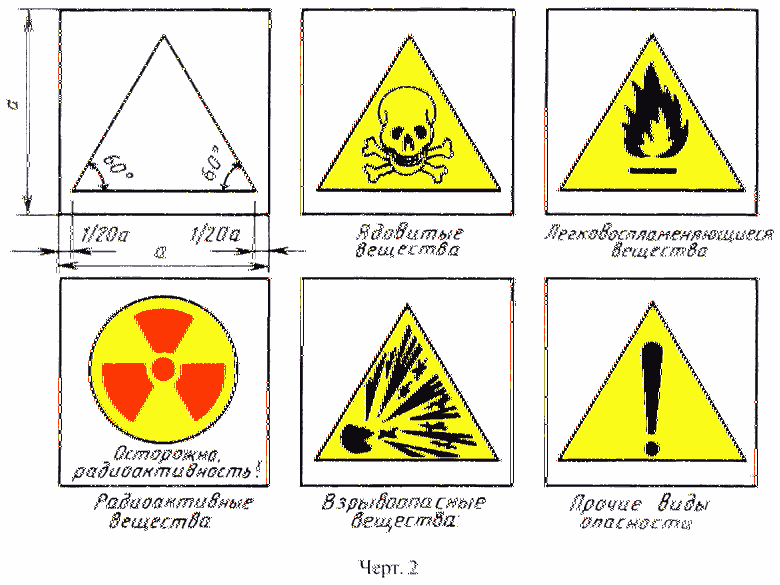 a
60°
60°
1/20a
1/20a
a
Ядовитые
вещества
Легковоспламеняющиеся
вещества
Осторожно,
радиоактивность!
Радиоактивные
вещества
Взрывоопасные
вещества
Прочие виды
опасности
Черт. 2